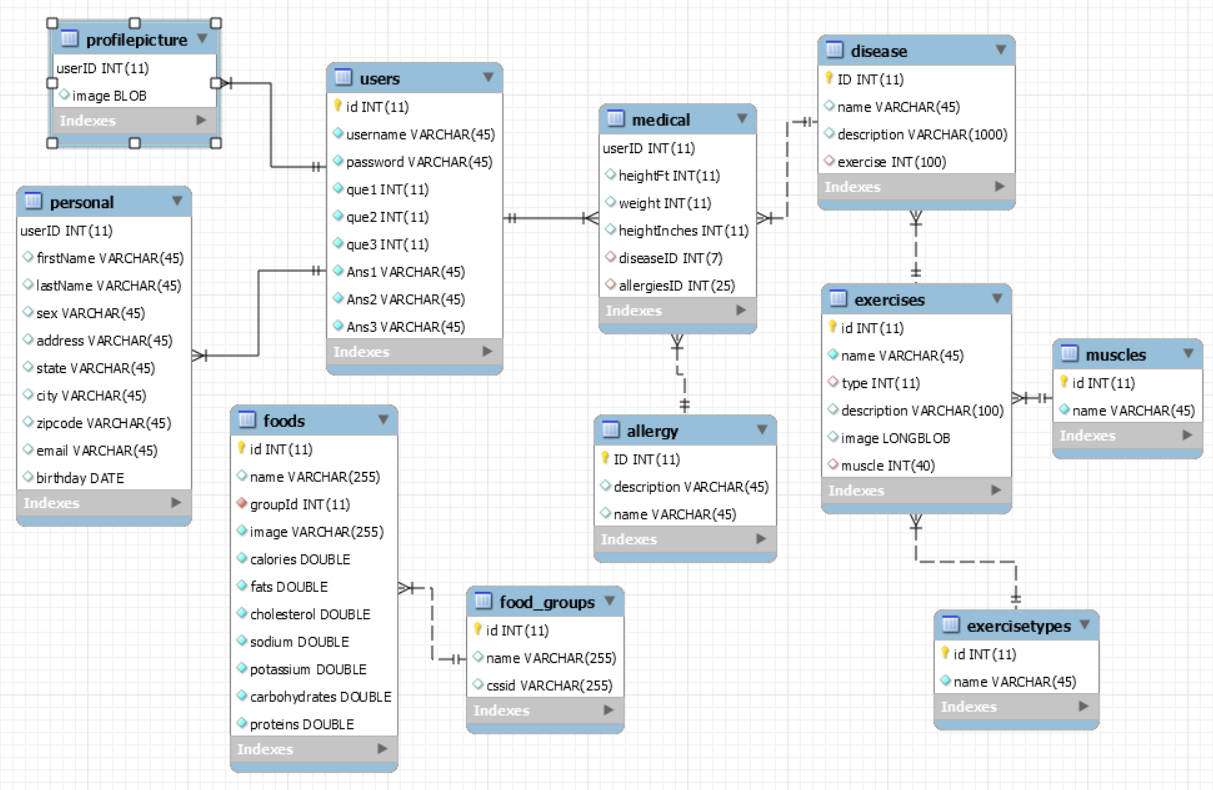 profilepicture
userID INT(11)
image BLOB
Indexes
users
id INT(11)
username VARCHAR(45)
password VARCHAR(45)
que1 INT(11)
que2 INT(11)
que3 INT(11)
Ans1 VARCHAR(45)
Ans2 VARCHAR(45)
Ans3 VARCHAR(45)
Indexes
medical
userID INT(11)
heightFt INT(11)
weight INT(11)
heightInches INT(11)
diseaseID INT(7)
allergiesID INT(25)
Indexes
disease
ID INT(11)
name VARCHAR(45)
description VARCHAR(1000)
exercise INT(100)
Indexes
personal
userID INT(11)
firstName VARCHAR(45)
lastName VARCHAR(45)
sex VARCHAR(45)
address VARCHAR(45)
state VARCHAR(45)
city VARCHAR(45)
zipcode VARCHAR(45)
email VARCHAR(45)
birthday DATE
Indexes
foods
id INT(11)
name VARCHAR(255)
groupId INT(11)
image VARCHAR(255)
calories DOUBLE
fats DOUBLE
cholesterol DOUBLE
sodium DOUBLE
potassium DOUBLE
carbohydrates DOUBLE
proteins DOUBLE
Indexes
food_groups
id INT(11)
name VARCHAR(255)
cssid VARCHAR(255)
Indexes
allergy
ID INT(11)
description VARCHAR(45)
name VARCHAR(45)
Indexes
exercises
id INT(11)
name VARCHAR(45)
type INT(11)
description VARCHAR(100)
image LONGBLOB
muscle INT(40)
Indexes
muscles
id INT(11)
name VARCHAR(45)
Indexes
exercisetypes
id INT(11)
name VARCHAR(45)
Indexes